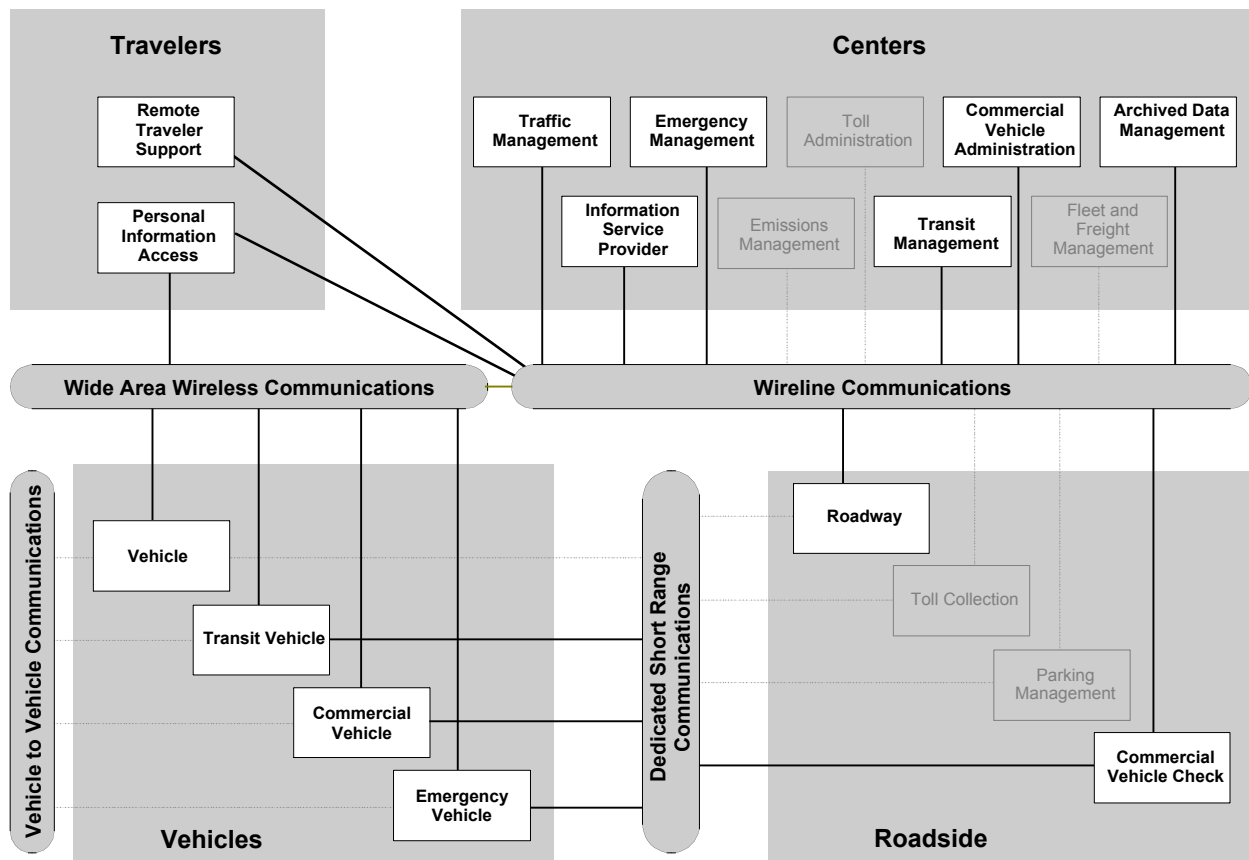 Travelers
Centers
Remote
Traveler
Support
Personal
Information
Access
Traffic
Management
Emergency
Management
Toll
Administration
Commercial
Vehicle
Administration
Archived Data
Management
Information
Service
Provider
Emissions
Management
Transit
Management
Fleet and
Freight
Management
Wide Area Wireless Communications
Wireline Communications
Vehicle to Vehicle Communications
Vehicle
Transit Vehicle
Commercial
Vehicle
Emergency
Vehicle
Vehicles
Dedicated Short Range
Communications
Roadway
Toll Collection
Parking
Management
Commercial
Vehicle Check
Roadside